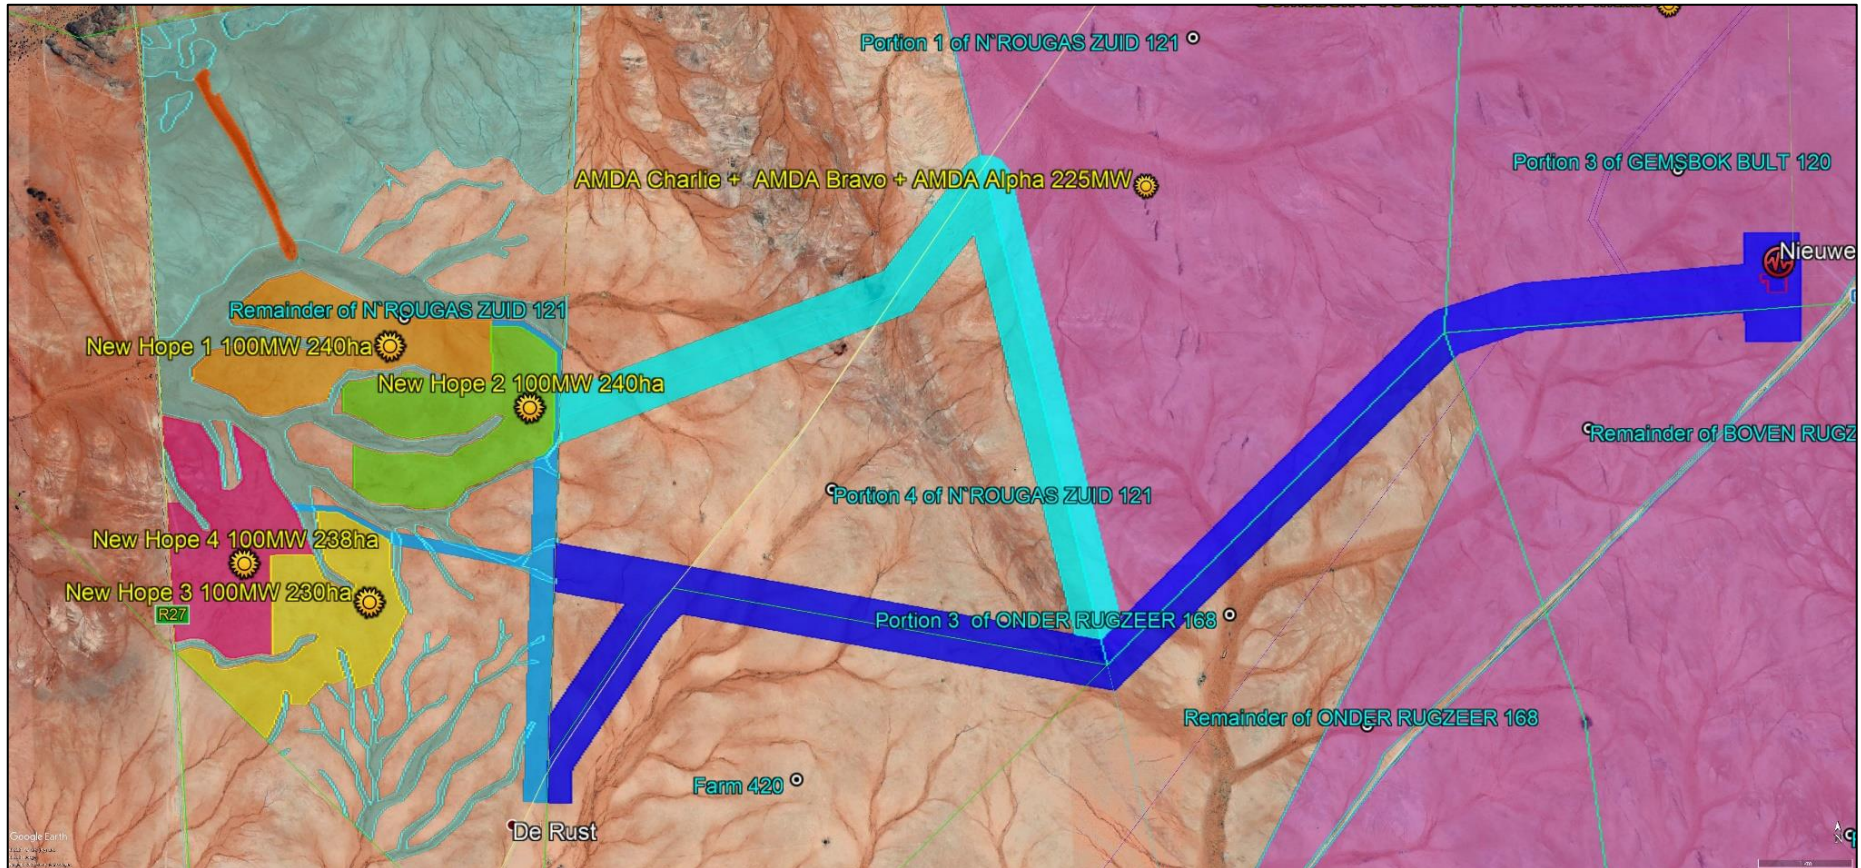 Portion 1 of N`ROUGAS ZUID 121
Portion 3 of GEMSBOK BULT 120
AMDA Charlie + AMDA Bravo + AMDA Alpha 225MW
Nieuwe
Remainder of N`ROUGAS ZUID 121
New Hope 1 100MW 240ha
New Hope 2 100MW 240ha
Remainder of BOVEN RUGZ
Portion 4 of N`ROUGAS ZUID 121
New Hope 4 100MW 238ha
New Hope 3 100MW 230ha
R27
Portion 3 of ONDER RUGZEER 168
Remainder of ONDER RUGZEER 168
Farm 420
De Rust
Google Earth
N